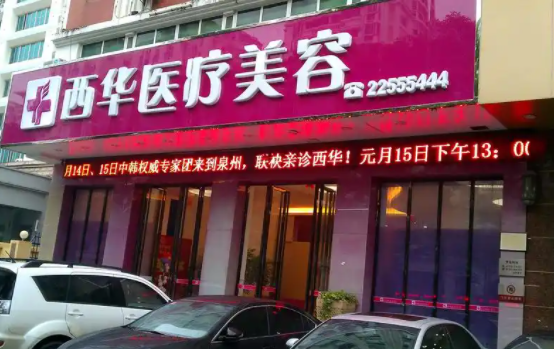 西华医疗美容 ☎22555444
月14日、15日中韩权威专家团来到泉州，联袂亲诊西华！元月15日下午13：00